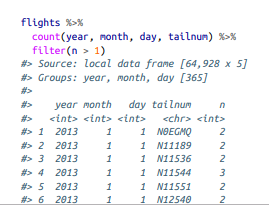 flights %>%
count(year, month, day, tailnum) %>%
filter(n > 1)
#> Source: local data frame [64,928 x 5]
#> Groups: year, month, day [365]
#>
#> year month day tailnum n
#> <int> <int> <int> <chr> <int>
#> 1 2013 1 1 N0EGMQ 2
#> 2 2013 1 1 N11189 2
#> 3 2013 1 1 N11536 2
#> 4 2013 1 1 N11544 3
#> 5 2013 1 1 N11551 2
#> 6 2013 1 1 N12540 2